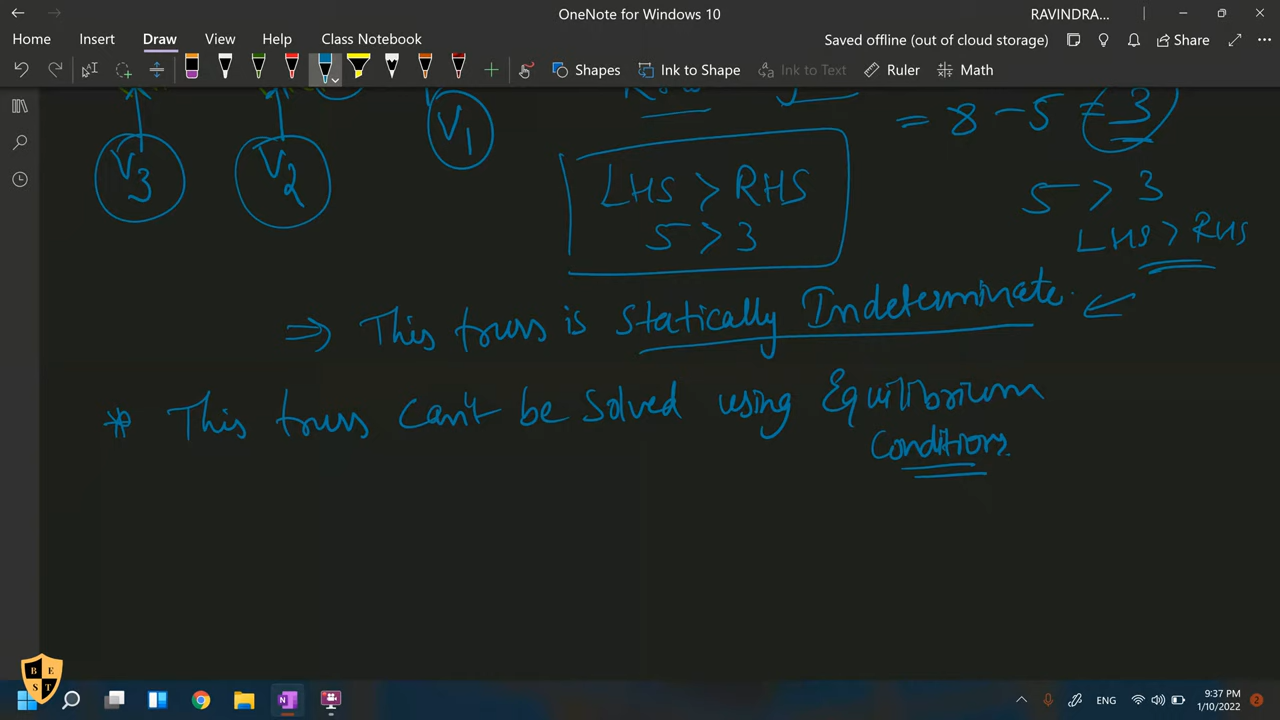 OneNote for Windows 10
RAVINDRA...
Home Insert Draw View Help Class Notebook
Saved offline (out of cloud storage)
Share
Shapes
Ink to Shape
Ink to Text
Ruler
Math
V3
V2
V1
= 8 - 5 = 3
LHS > RHS
5 > 3
5 > 3
LHS > RHS
⇒ This truss is Statically Indeterminate. ←
* This truss can't be solved using Equilibrium
Conditions.
B E
S T
ENG
9:37 PM
1/10/2022
2